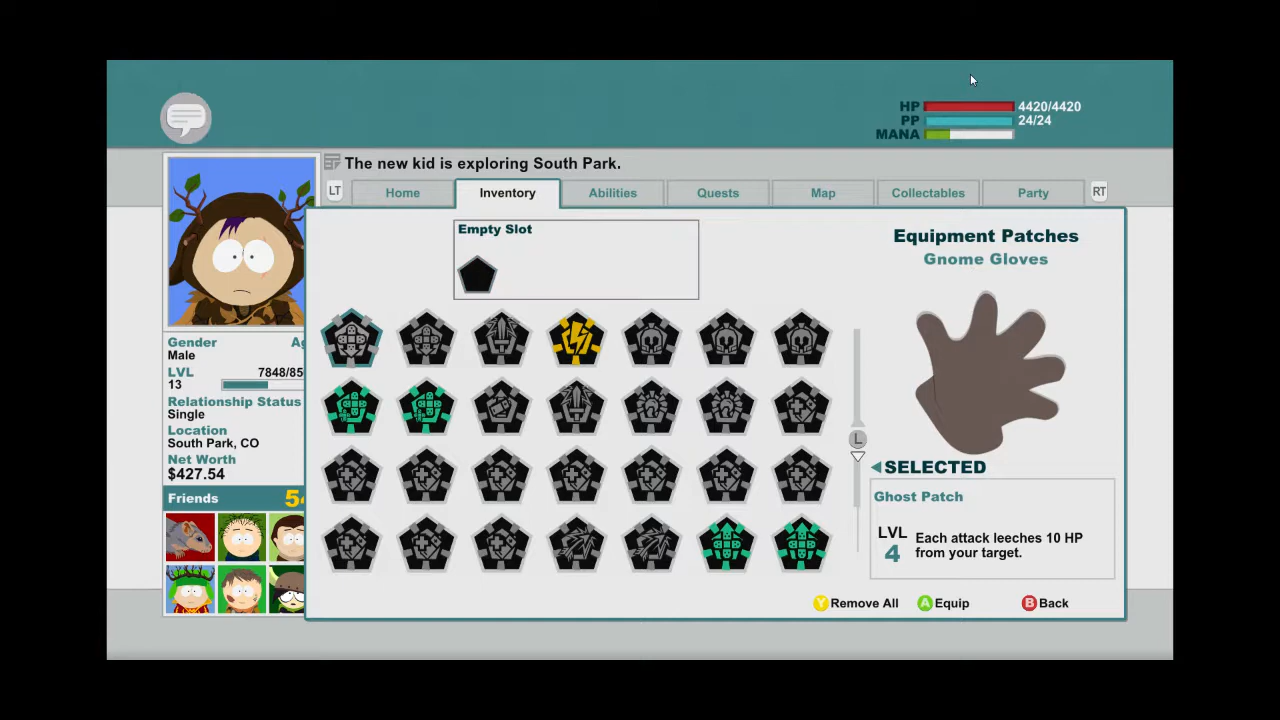 HP 4420/4420
PP 24/24
MANA
The new kid is exploring South Park.
LT Home Inventory Abilities Quests Map Collectables Party RT
Empty Slot
Equipment Patches
Gnome Gloves
Gender
Male
LVL 7848/85
13
Relationship Status
Single
Location
South Park, CO
Net Worth
$427.54
Friends
L
SELECTED
Ghost Patch
LVL
4
Each attack leeches 10 HP
from your target.
Y Remove All A Equip B Back